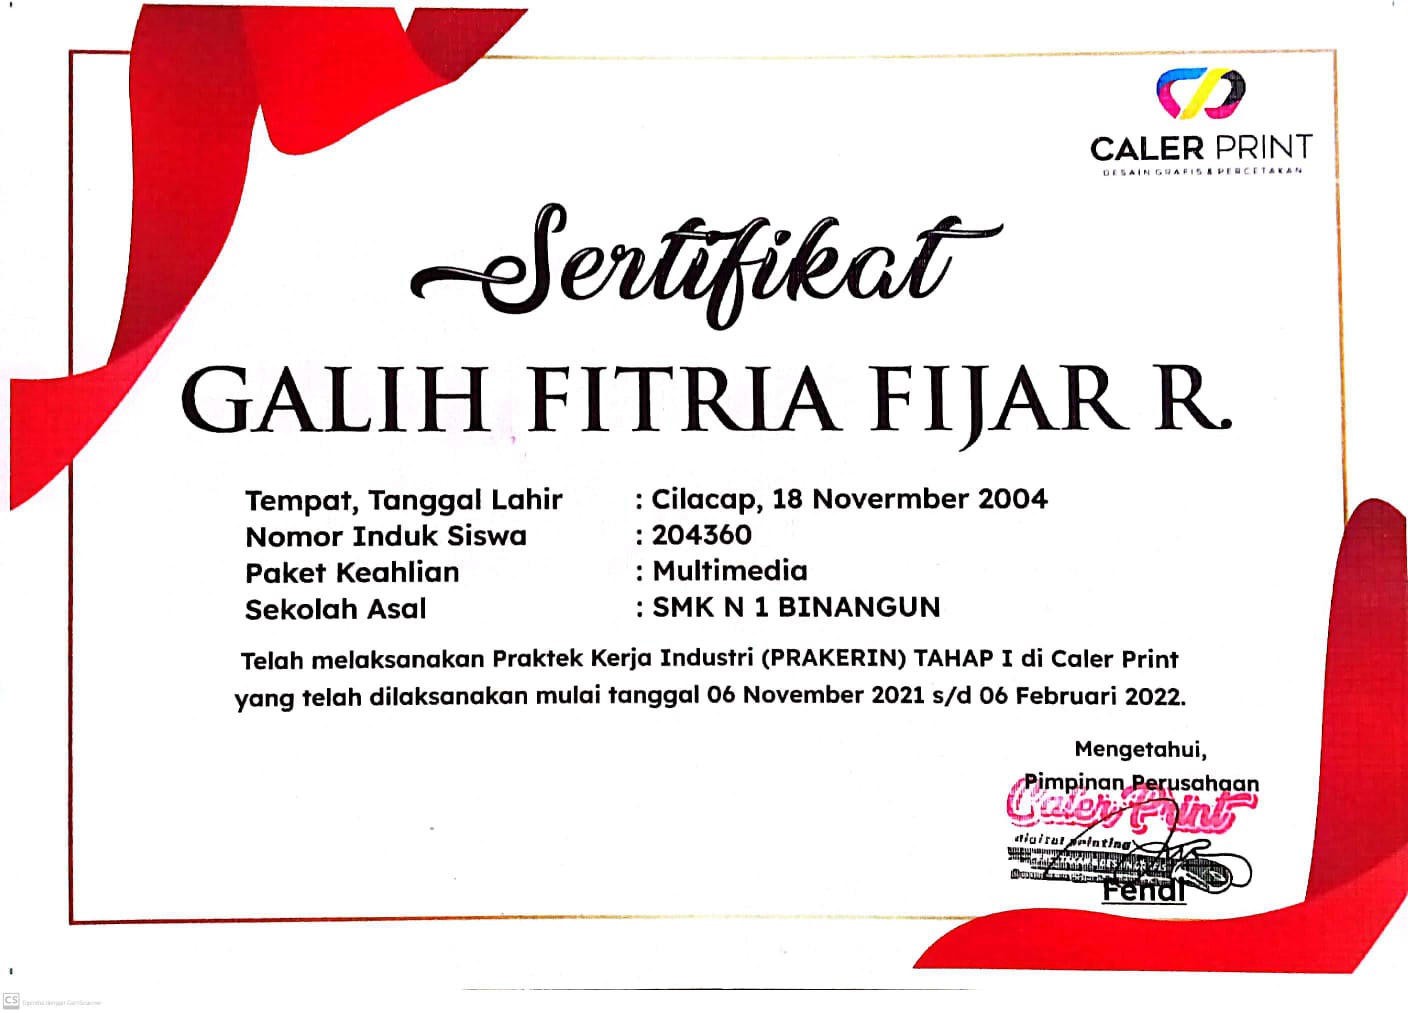 CALER PRINT
DESAIN GRAFIS & PERCETAKAN
Sertifikat
GALIH FITRIA FIJAR R.
Tempat, Tanggal Lahir : Cilacap, 18 Novermber 2004
Nomor Induk Siswa : 204360
Paket Keahlian : Multimedia
Sekolah Asal : SMK N 1 BINANGUN
Telah melaksanakan Praktek Kerja Industri (PRAKERIN) TAHAP I di Caler Print
yang telah dilaksanakan mulai tanggal 06 November 2021 s/d 06 Februari 2022.
Mengetahui,
Pimpinan Perusahaan
Caler Print
digital printing
Fendi
CS Dipindai dengan CamScanner